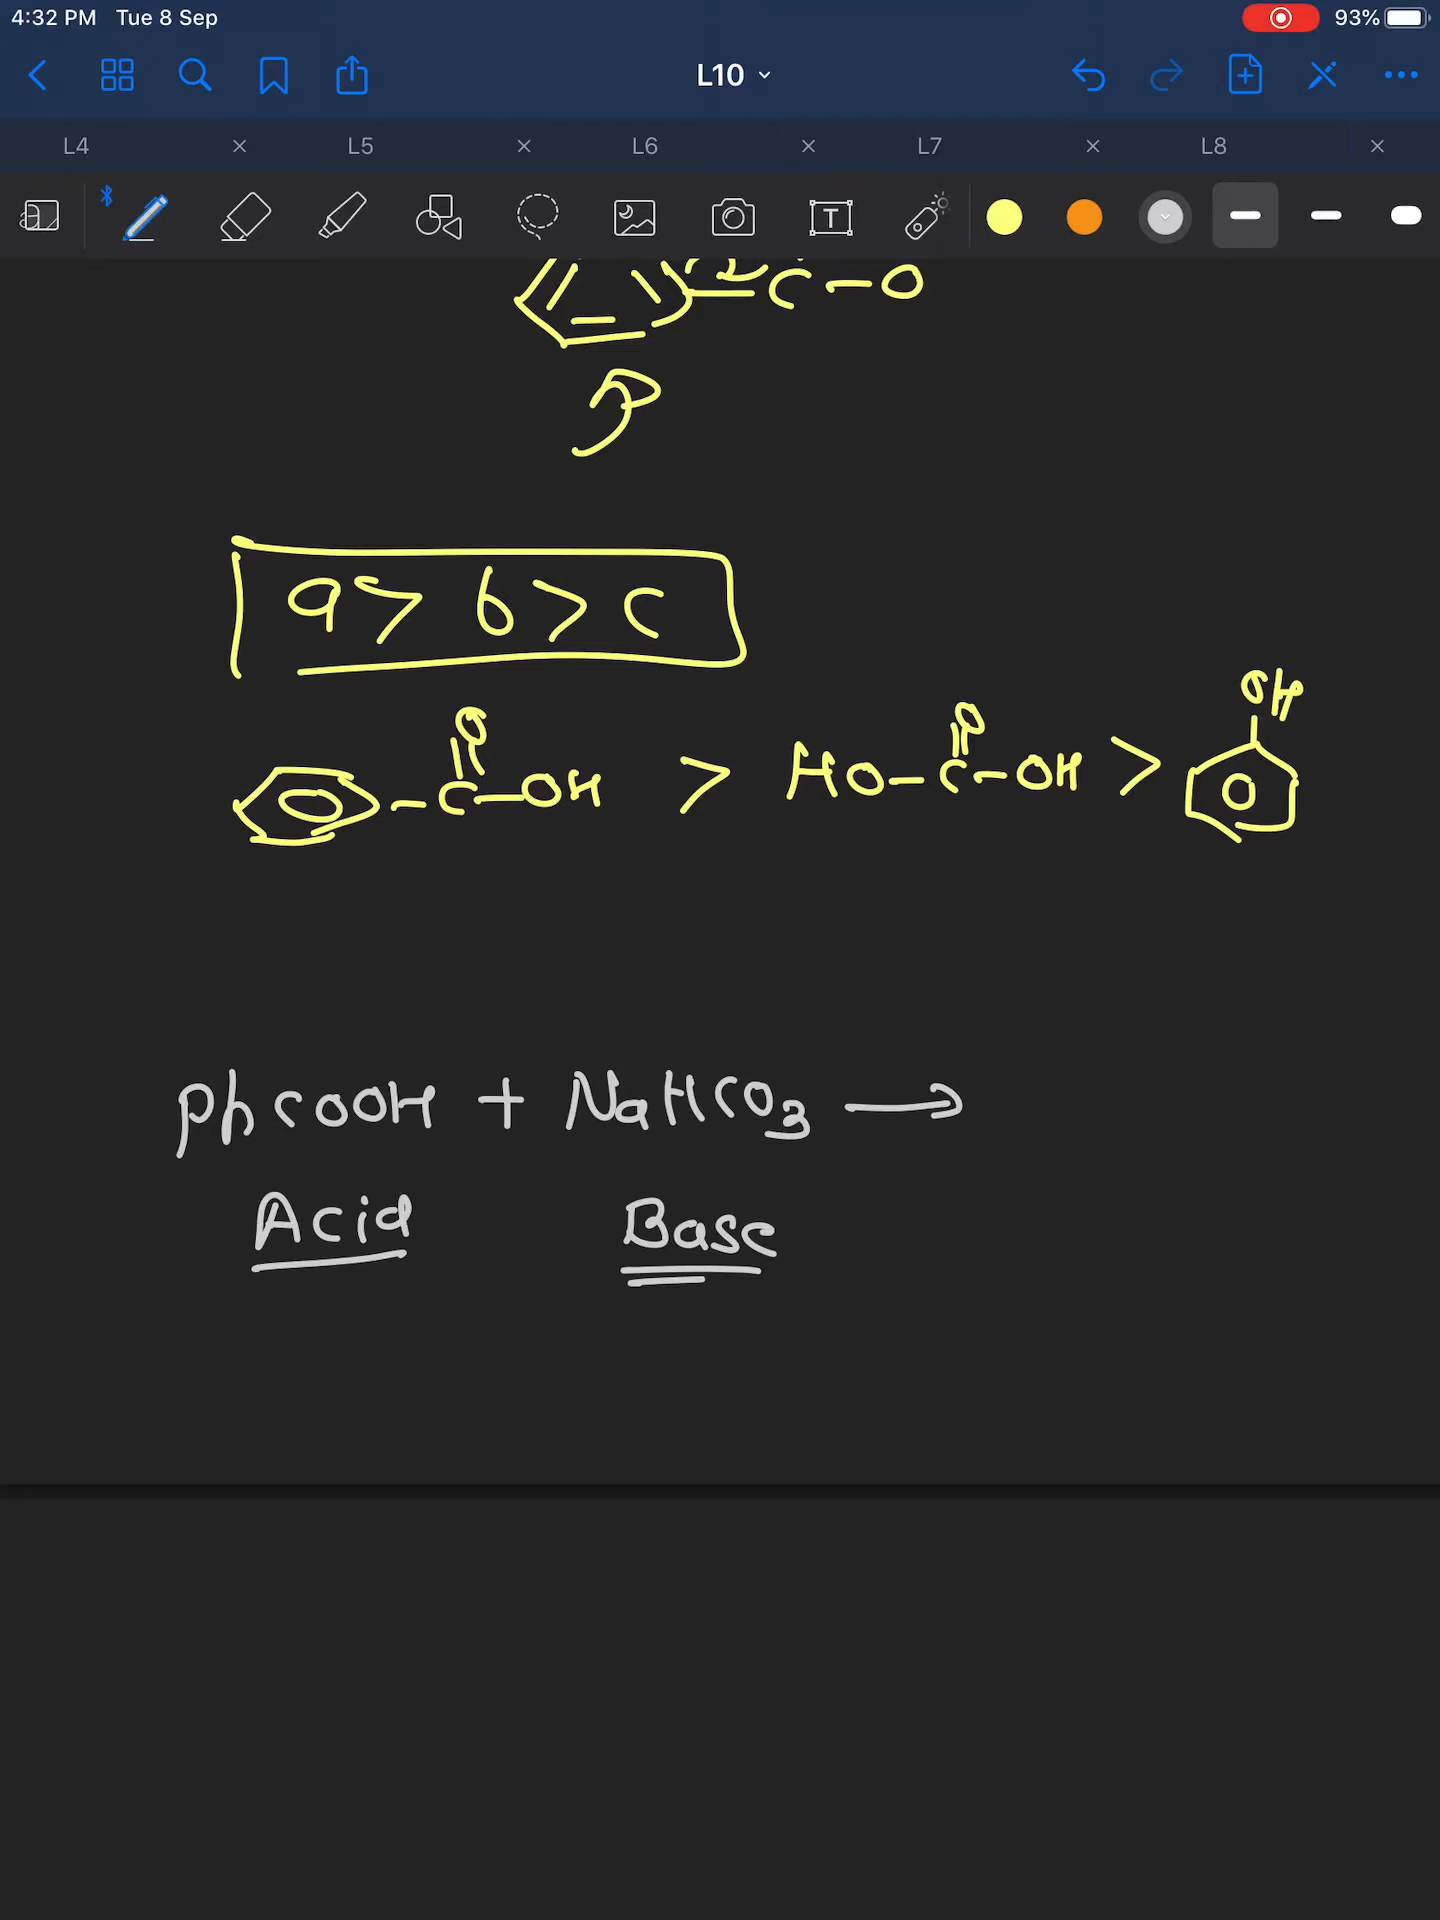 4:32 PM Tue 8 Sep 93%
L10
L4 × L5 × L6 × L7 × L8 ×
a T
C-O
a > b > c
O O OH
C-OH > HO-C-OH >
PhCOOH + NaHCO3 →
Acid Base